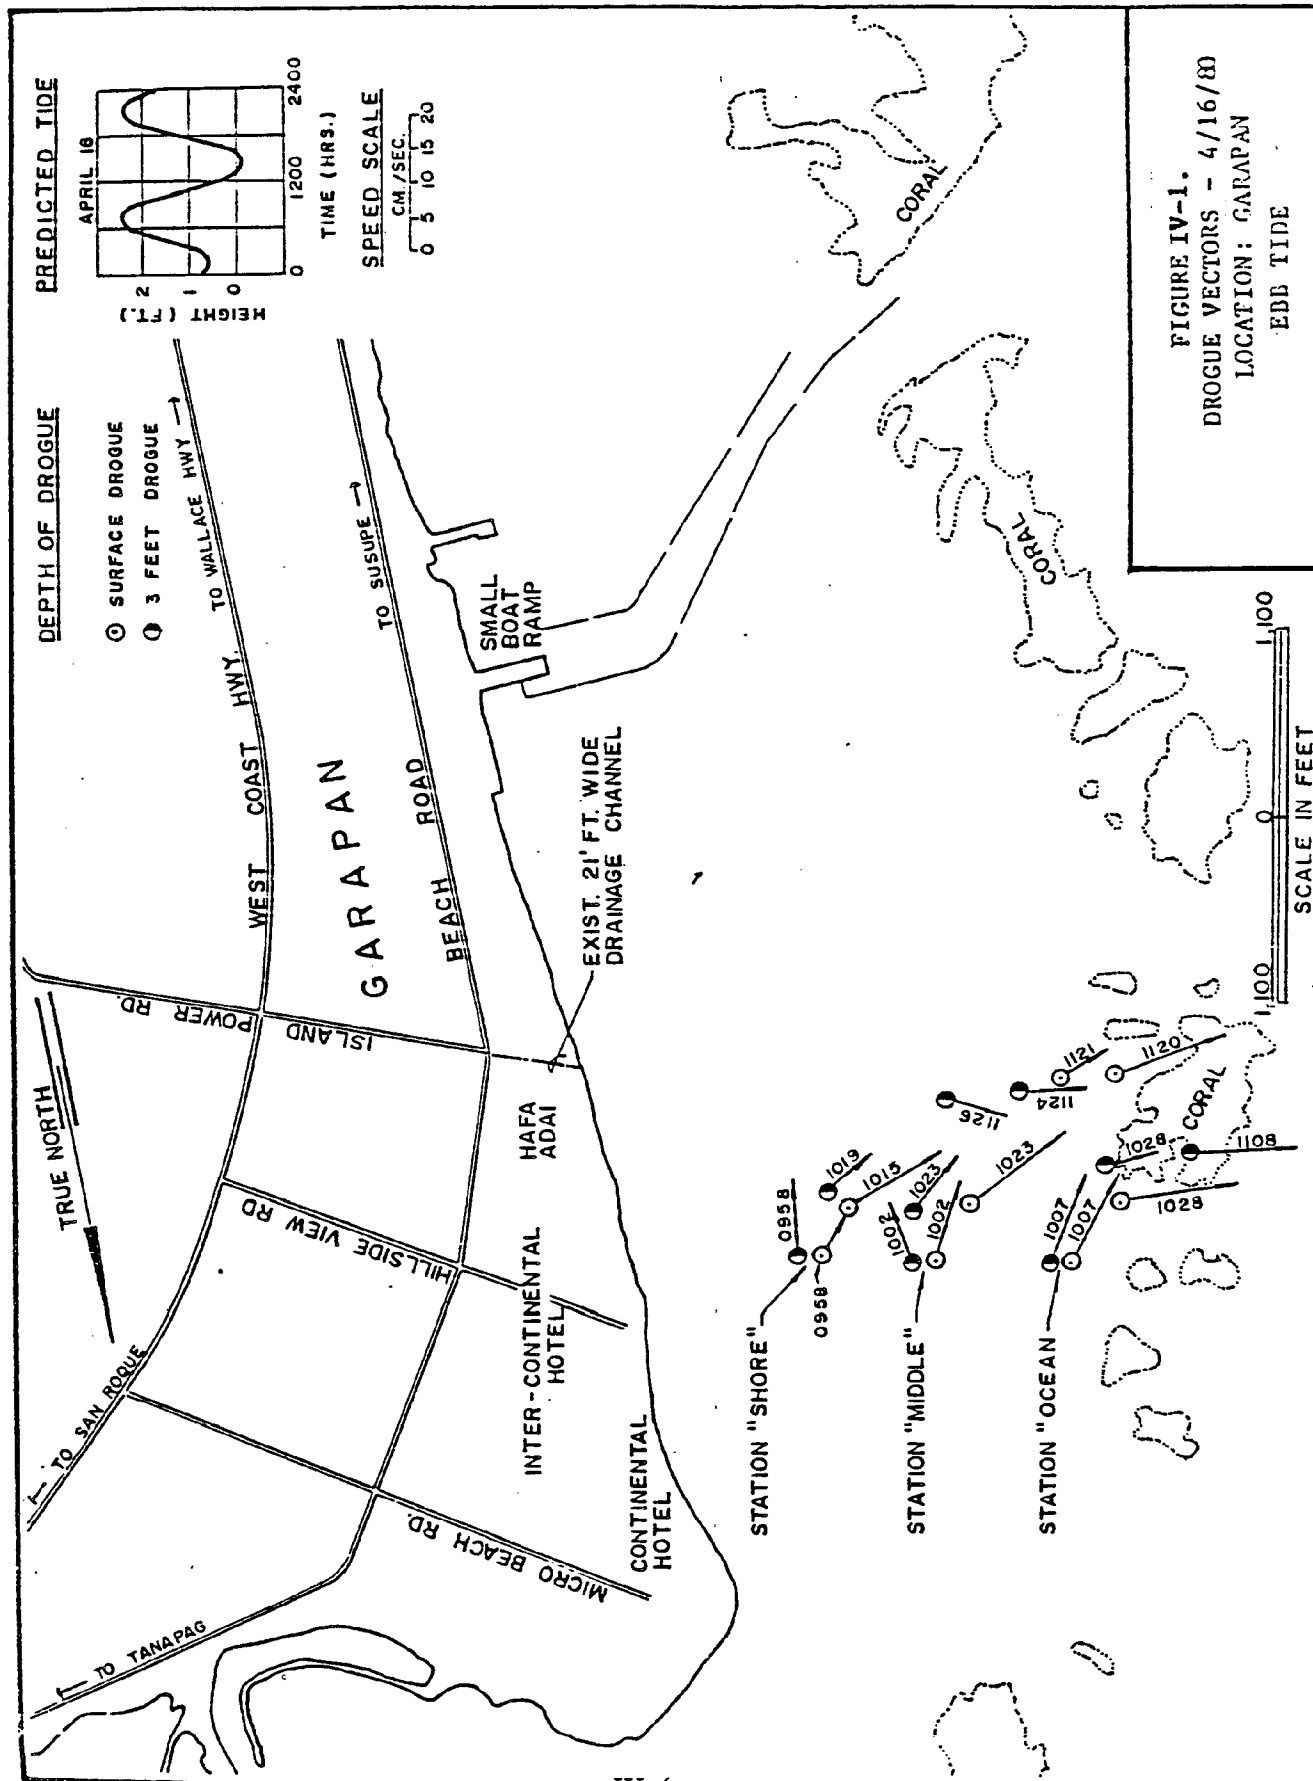 PREDICTED TIDE
APRIL 16
HEIGHT (FT.)
2
1
0
0
1200
2400
TIME (HRS.)
SPEED SCALE
CM./SEC.
0 5 10 15 20
DEPTH OF DROGUE
SURFACE DROGUE
3 FEET DROGUE
TO WALLACE HWY
WEST COAST HWY.
GARAPAN
TO SUSUPE
BEACH ROAD
SMALL
BOAT
RAMP
EXIST. 21' FT. WIDE
DRAINAGE CHANNEL
ISLAND POWER RD.
TRUE NORTH
TO SAN ROQUE
HILLSIDE VIEW RD
HAFA
ADAI
INTER-CONTINENTAL
HOTEL
CONTINENTAL
HOTEL
MICRO BEACH RD.
TO TANAPAG
STATION "SHORE"
0958
0958
1019
1015
STATION "MIDDLE"
1002
1002
1023
1023
1126
1124
1121
1120
STATION "OCEAN
1007
1007
1028
1028
1108
CORAL
CORAL
CORAL
1,100 0 1,100
SCALE IN FEET
FIGURE IV-1.
DROGUE VECTORS - 4/16/80
LOCATION: GARAPAN
EBB TIDE